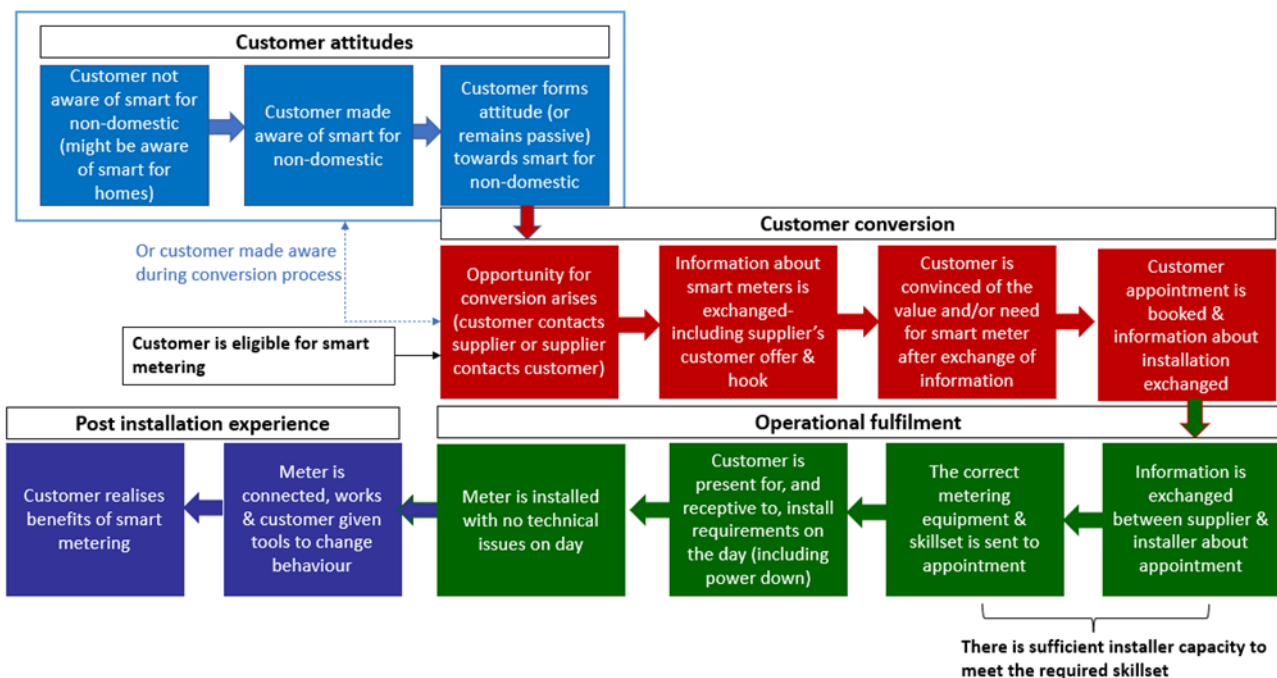 Customer attitudes
Customer not
aware of smart for
non-domestic
(might be aware
of smart for
homes)
Customer made
aware of smart for
non-domestic
Customer forms
attitude (or
remains passive)
towards smart for
non-domestic
Or customer made aware
during conversion process
Customer is eligible for smart
metering
Customer conversion
Opportunity for
conversion arises
(customer contacts
supplier or supplier
contacts customer)
Information about
smart meters is
exchanged-
including supplier's
customer offer &
hook
Customer is
convinced of the
value and/or need
for smart meter
after exchange of
information
Customer
appointment is
booked &
information about
installation
exchanged
Operational fulfilment
Information is
exchanged
between supplier &
installer about
appointment
The correct
metering
equipment &
skillset is sent to
appointment
Customer is
present for, and
receptive to, install
requirements on
the day (including
power down)
Meter is installed
with no technical
issues on day
There is sufficient installer capacity to
meet the required skillset
Post installation experience
Meter is
connected, works
& customer given
tools to change
behaviour
Customer realises
benefits of smart
metering